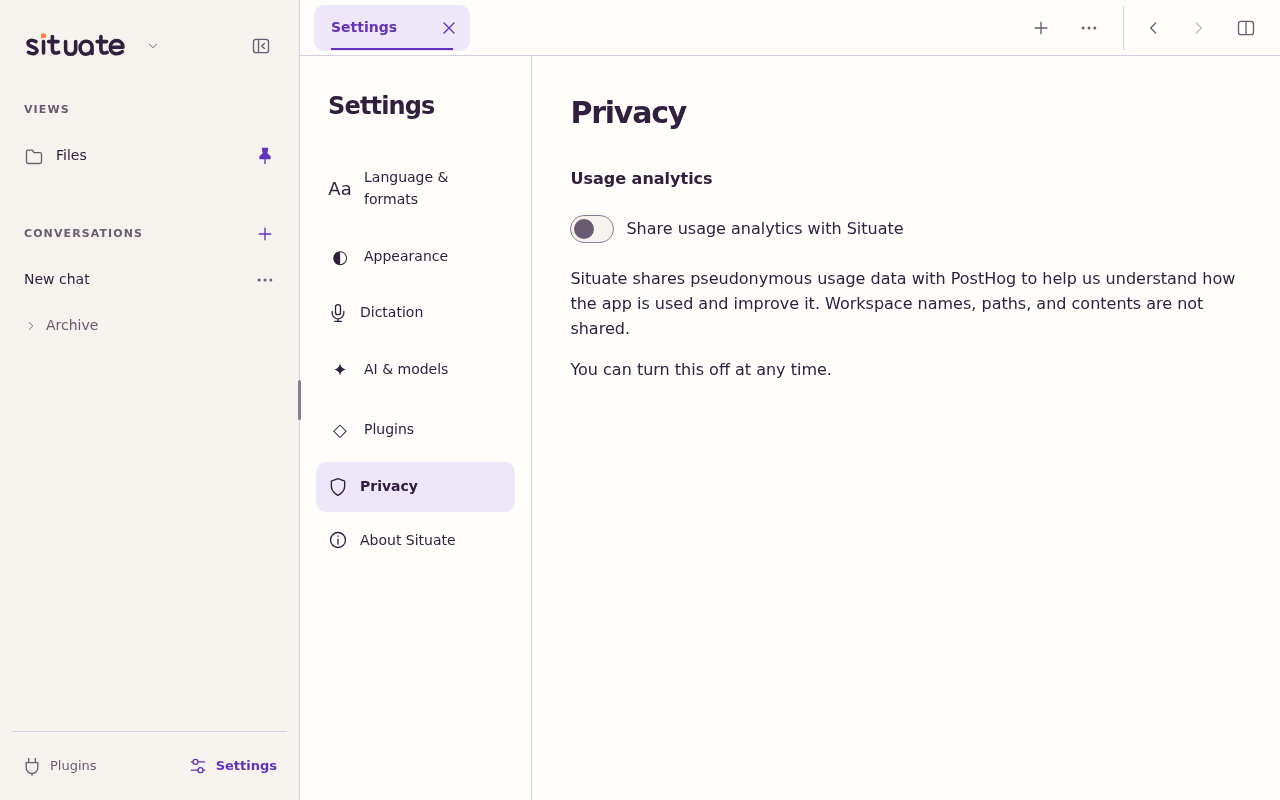 situate
VIEWS
Files
CONVERSATIONS
New chat
Archive
Plugins
Settings
Settings
Settings
Aa
Language &
formats
Appearance
Dictation
AI & models
Plugins
Privacy
About Situate
Privacy
Usage analytics
Share usage analytics with Situate
Situate shares pseudonymous usage data with PostHog to help us understand how
the app is used and improve it. Workspace names, paths, and contents are not
shared.
You can turn this off at any time.